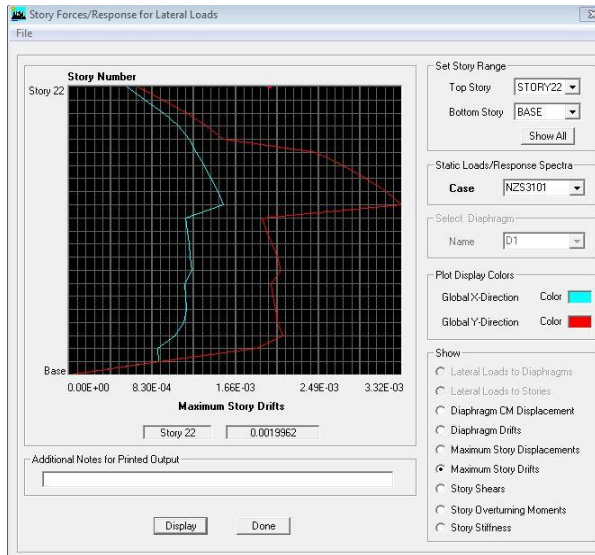 Story Forces/Response for Lateral Loads
File
Story Number
Story 22
Base
0.00E+00 8.30E-04 1.66E-03 2.49E-03 3.32E-03
Maximum Story Drifts
Story 22 0.0019962
Additional Notes for Printed Output
Display Done
Set Story Range
Top Story STORY22
Bottom Story BASE
Show All
Static Loads/Response Spectra
Case NZS3101
Select Diaphragm
Name D1
Plot Display Colors
Global X-Direction Color
Global Y-Direction Color
Show
Lateral Loads to Diaphragms
Lateral Loads to Stories
Diaphragm CM Displacement
Diaphragm Drifts
Maximum Story Displacements
Maximum Story Drifts
Story Shears
Story Overturning Moments
Story Stiffness